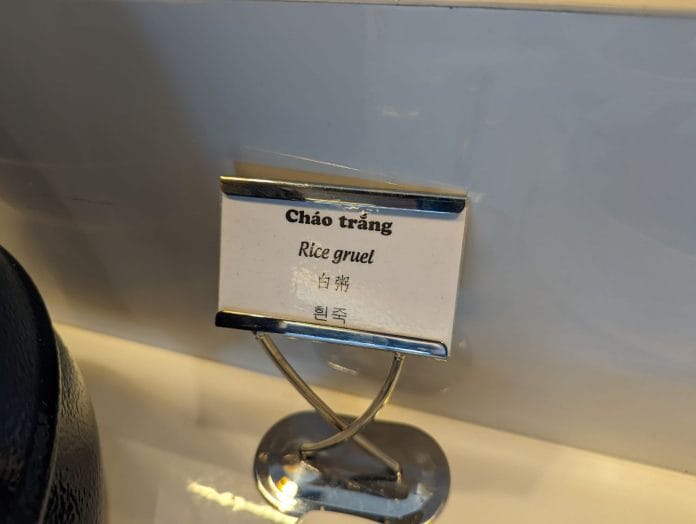 Cháo trắng
Rice gruel
白粥
흰죽